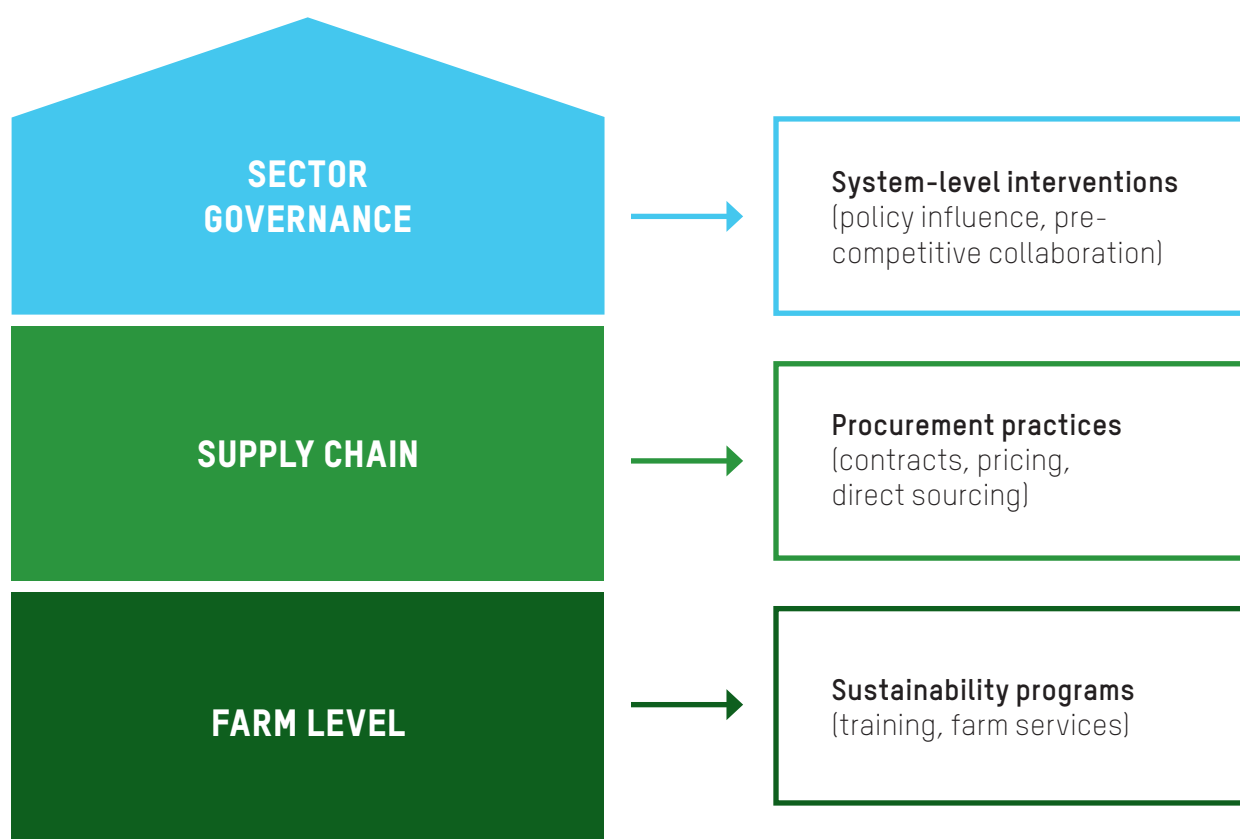 SECTOR
GOVERNANCE
System-level interventions
(policy influence, pre-
competitive collaboration)
SUPPLY CHAIN
Procurement practices
(contracts, pricing,
direct sourcing)
FARM LEVEL
Sustainability programs
(training, farm services)